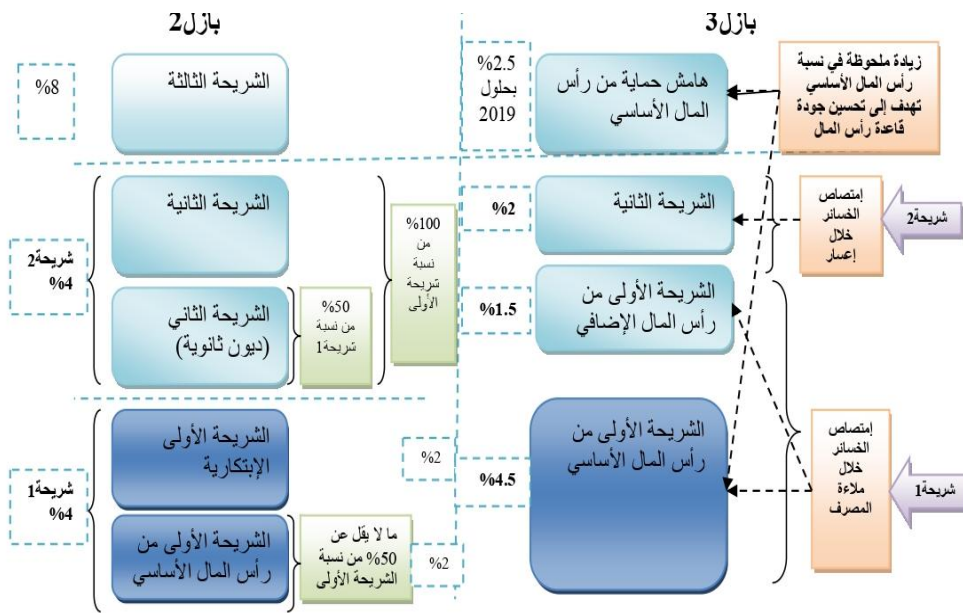 بازل3
بازل2
زيادة ملحوظة في نسبة
رأس المال الأساسي
تهدف إلى تحسين جودة
قاعدة رأس المال
هامش حماية من رأس
المال الأساسي
%2.5
بحلول
2019
الشريحة الثالثة
%8
شريحة2
إمتصاص
الخسائر
خلال
إعسار
الشريحة الثانية
%2
الشريحة الأولى من
رأس المال الإضافي
%1.5
%100
من
نسبة
شريحة
الأولى
الشريحة الثانية
الشريحة الثاني
(ديون ثانوية)
%50
من نسبة
شريحة1
شريحة2
%4
شريحة1
إمتصاص
الخسائر
خلال
ملاءة
المصرف
الشريحة الأولى من
رأس المال الأساسي
%4.5
%2
الشريحة الأولى
الإبتكارية
%2
ما لا يقل عن
50% من نسبة
الشريحة الأولى
الشريحة الأولى من
رأس المال الأساسي
شريحة1
%4